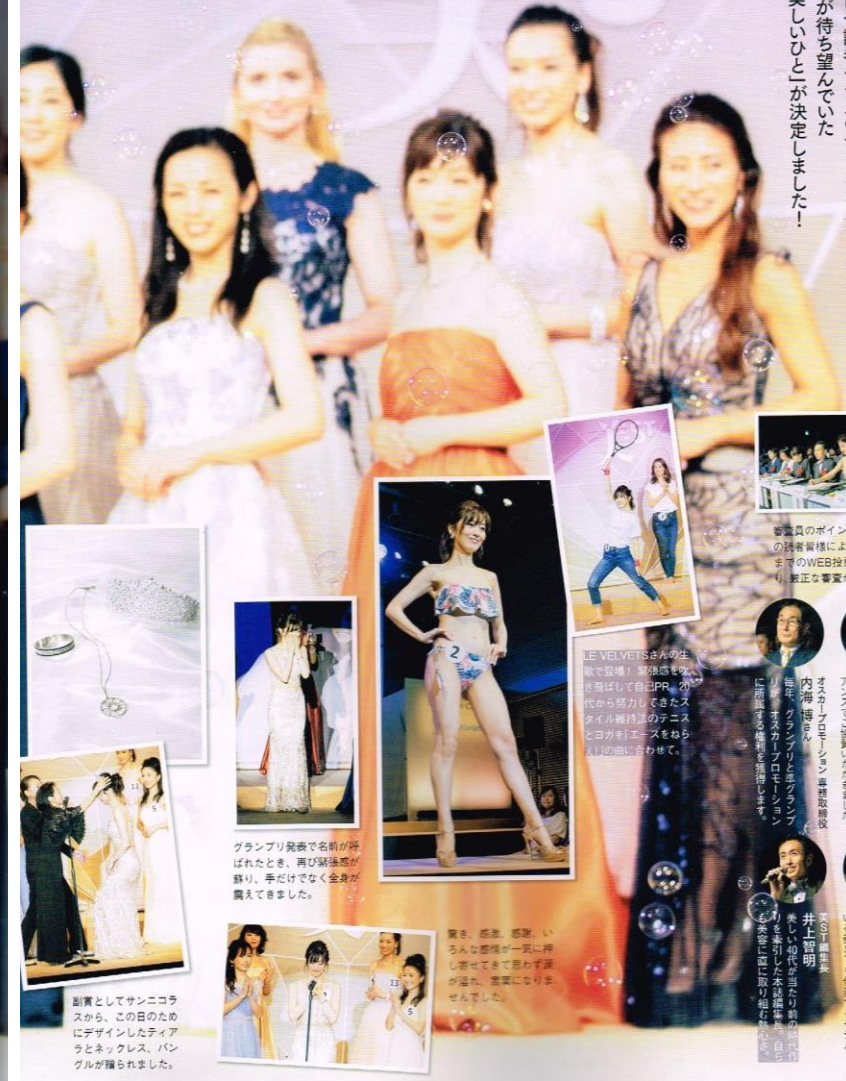 が待ち望んでいた
美しいひと」が決定しました!
審査員のポイン
の読者皆様によ
までのWEB投
り、厳正な審査
LE VELVETSさんの生
歌で登場! 緊張感を吹
き飛ばして自己PR。20
代から努力してきたス
タイル維持法のテニス
とヨガを「エースをねら
え!」の曲に合わせて。
オスカープロモーション 専務取締役
内海 博さん
毎年、グランプリと準グランプ
リが、オスカープロモーション
に所属する権利を獲得します。
美ST編集長
井上智明
美しい40代が当たり前の時代作
りを牽引した本誌編集長。自ら
も美容に直に取り組む熱心さ。
グランプリ発表で名前が呼
ばれたとき、再び緊張感が
蘇り、手だけでなく全身が
震えてきました。
驚き、感激、感謝、い
ろんな感情が一気に押
し寄せてきて思わず涙
が溢れ、言葉になりま
せんでした。
副賞としてサンニコラ
スから、この日のため
にデザインしたティア
ラとネックレス、バン
グルが贈られました。
2
13
5
1
13
5